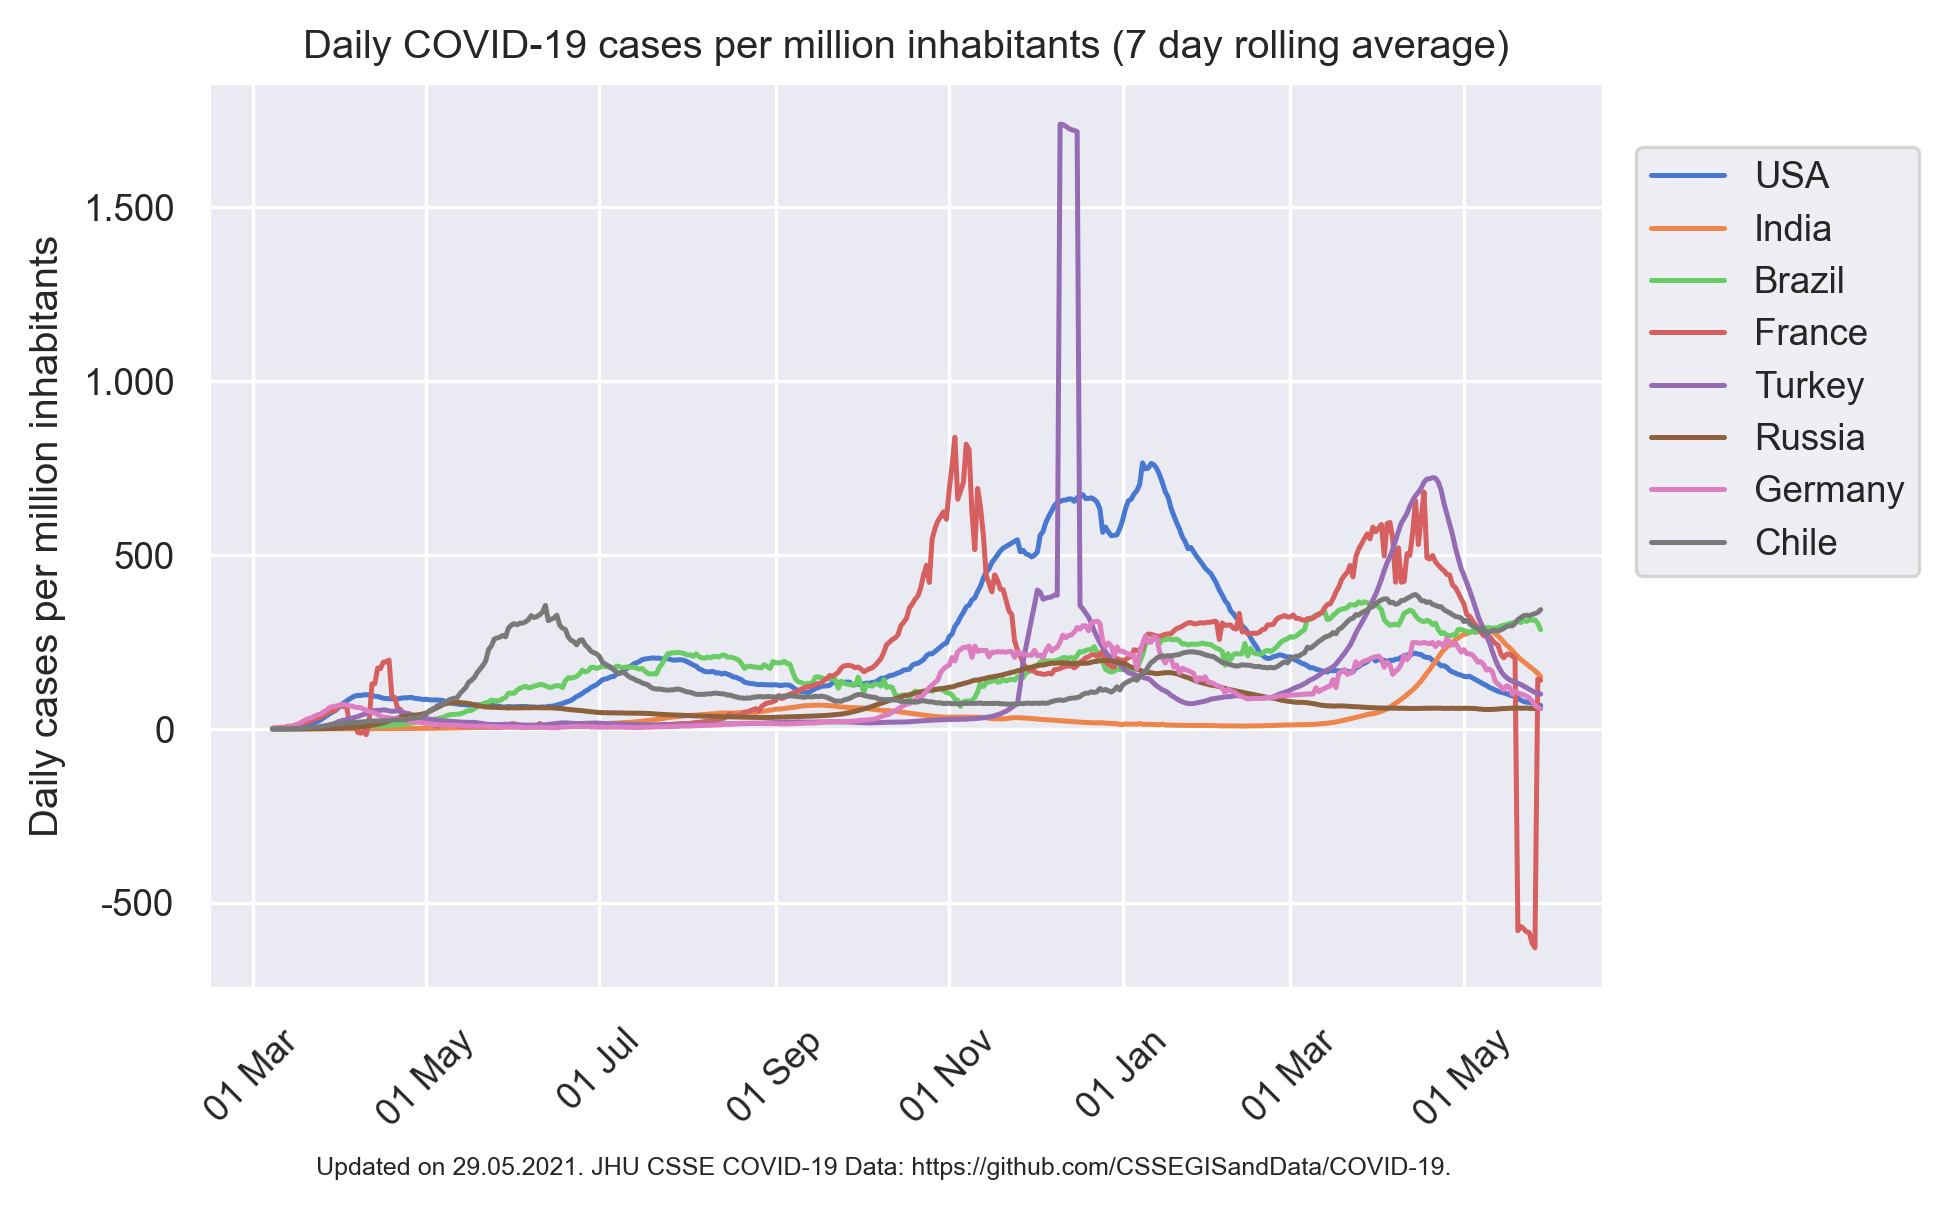 Daily COVID-19 cases per million inhabitants (7 day rolling average)
Daily cases per million inhabitants
1.500
1.000
500
0
-500
01 Mar
01 May
01 Jul
01 Sep
01 Nov
01 Jan
01 Mar
01 May
USA
India
Brazil
France
Turkey
Russia
Germany
Chile
Updated on 29.05.2021. JHU CSSE COVID-19 Data: https://github.com/CSSEGISandData/COVID-19.